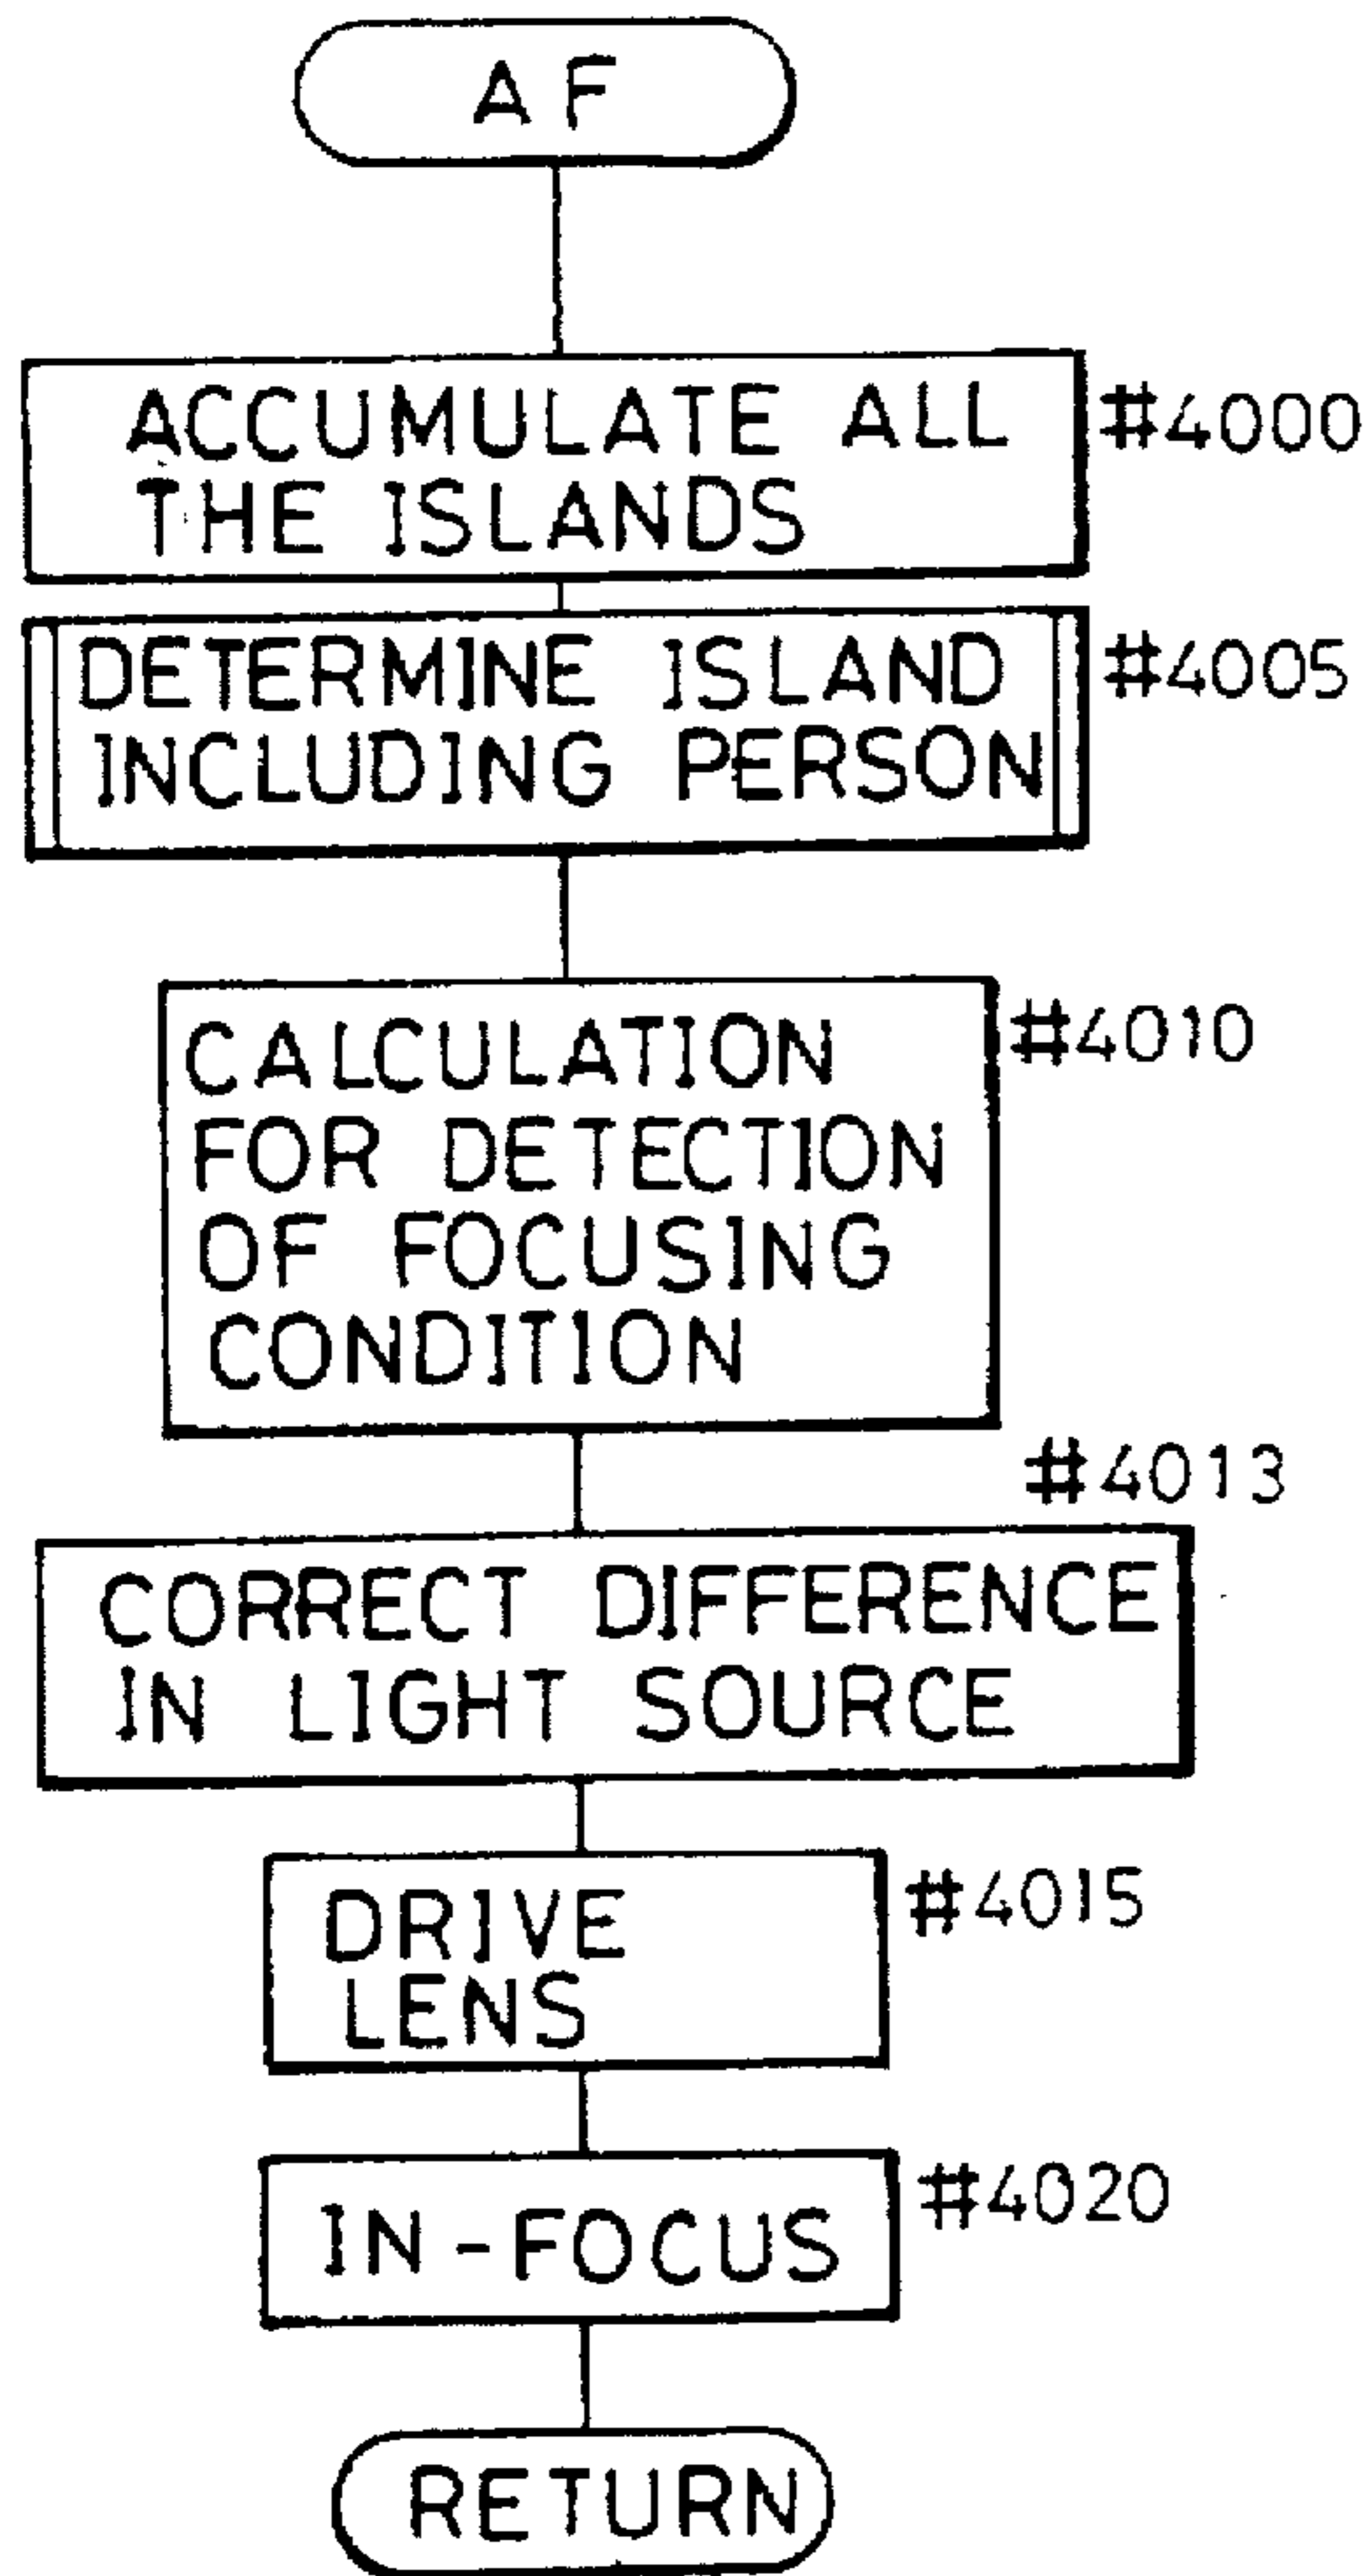 AF
ACCUMULATE ALL #4000
THE ISLANDS
DETERMINE ISLAND #4005
INCLUDING PERSON
CALCULATION #4010
FOR DETECTION
OF FOCUSING
CONDITION
#4013
CORRECT DIFFERENCE
IN LIGHT SOURCE
DRIVE #4015
LENS
IN-FOCUS #4020
RETURN